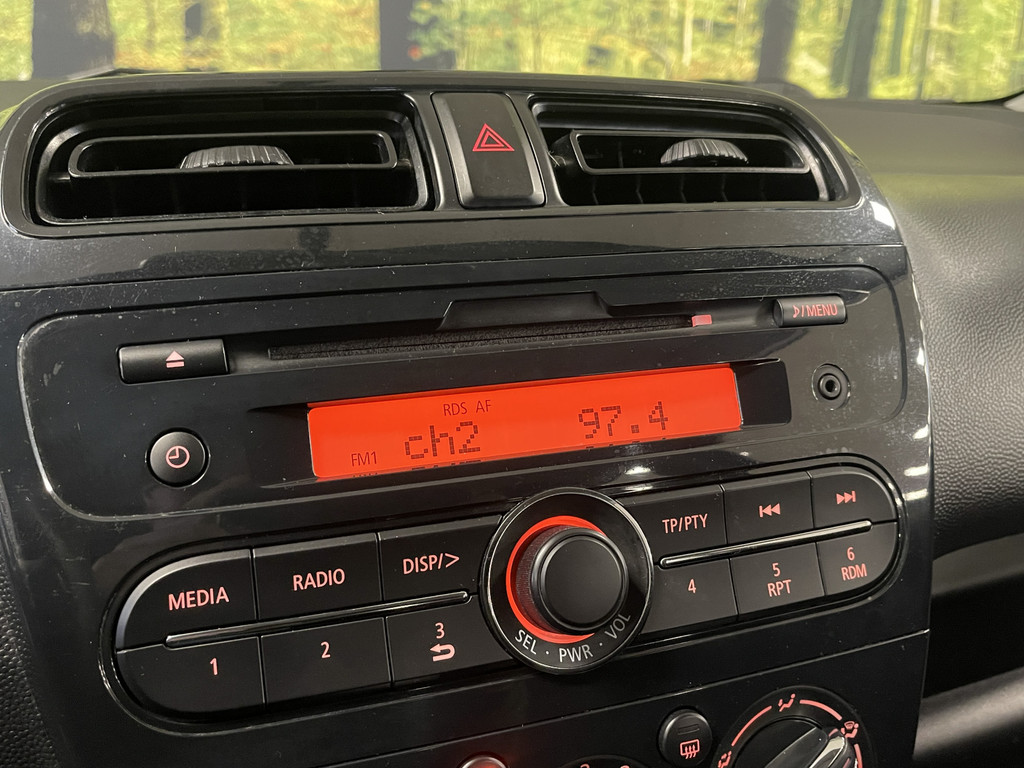 ♪/MENU
RDS AF
FM1 ch2 97.4
MEDIA
RADIO
DISP/>
TP/PTY
1
2
3
4
5
RPT
6
RDM
SEL · PWR · VOL